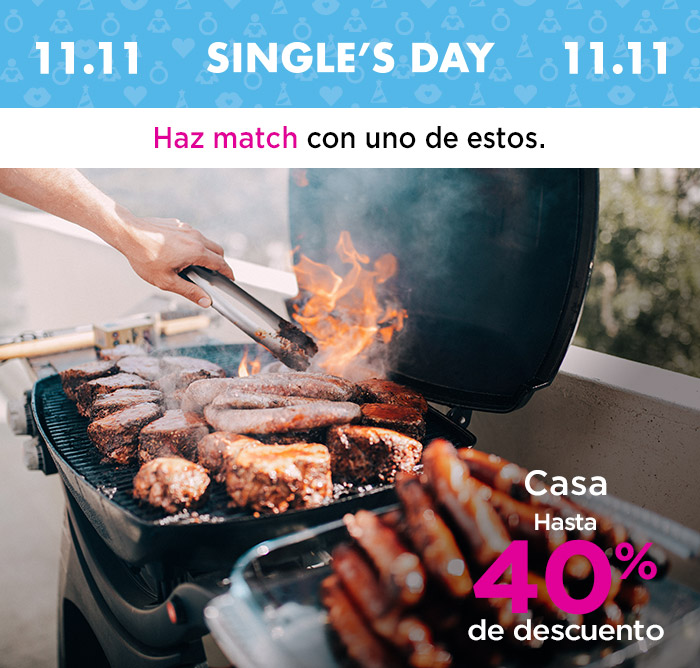 11.11 SINGLE'S DAY 11.11
Haz match con uno de estos.
Casa
Hasta
40%
de descuento